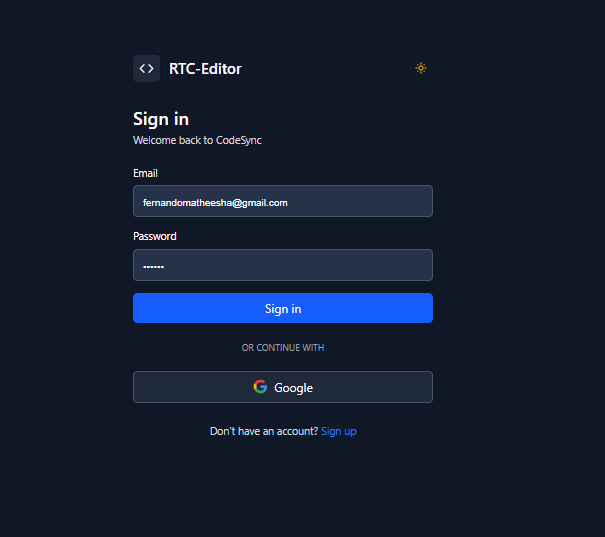 RTC-Editor
Sign in
Welcome back to CodeSync
Email
fernandomatheesha@gmail.com
Password
••••••
Sign in
OR CONTINUE WITH
Google
Don't have an account? Sign up